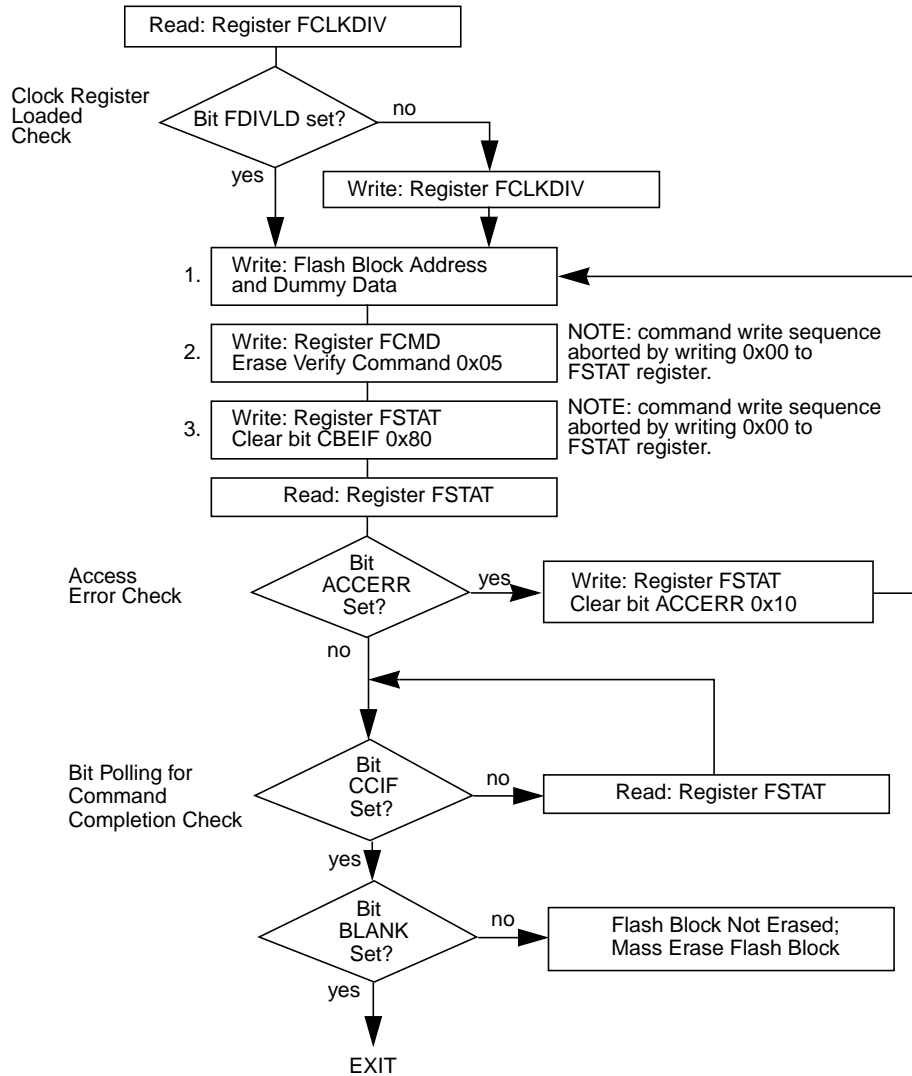 Read: Register FCLKDIV
Clock Register
Loaded
Check
Bit FDIVLD set?
no
yes
Write: Register FCLKDIV
1.
Write: Flash Block Address
and Dummy Data
2.
Write: Register FCMD
Erase Verify Command 0x05
NOTE: command write sequence
aborted by writing 0x00 to
FSTAT register.
3.
Write: Register FSTAT
Clear bit CBEIF 0x80
NOTE: command write sequence
aborted by writing 0x00 to
FSTAT register.
Read: Register FSTAT
Access
Error Check
Bit
ACCERR
Set?
yes
Write: Register FSTAT
Clear bit ACCERR 0x10
no
Bit Polling for
Command
Completion Check
Bit
CCIF
Set?
no
Read: Register FSTAT
yes
Bit
BLANK
Set?
no
Flash Block Not Erased;
Mass Erase Flash Block
yes
EXIT